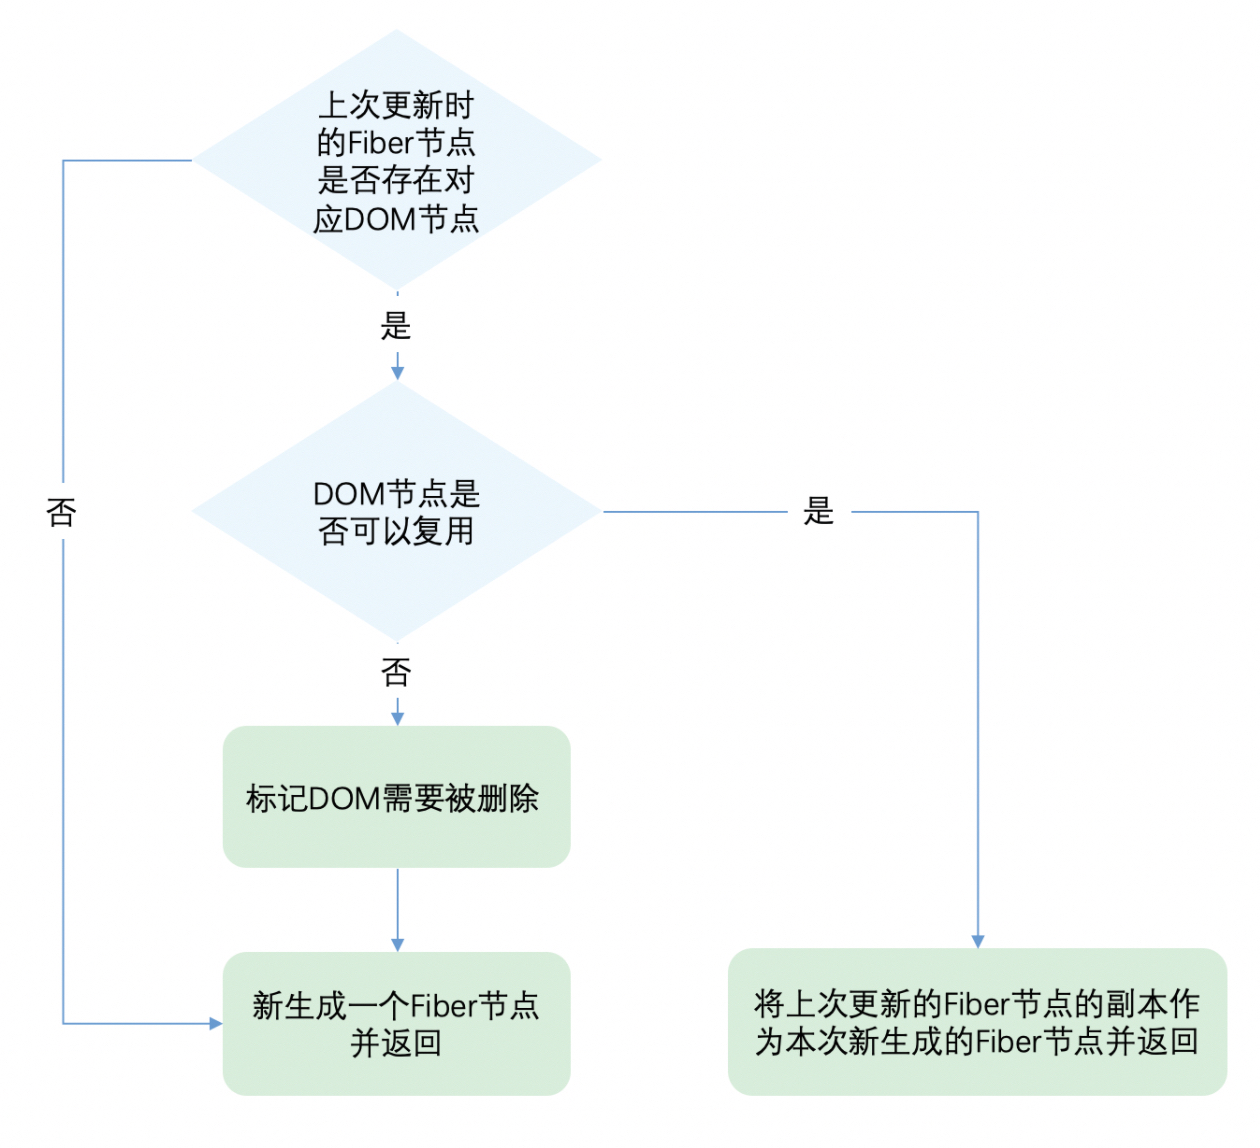 上次更新时
的Fiber节点
是否存在对
应DOM节点
是
DOM节点是
否可以复用
否
是
否
标记DOM需要被删除
新生成一个Fiber节点
并返回
将上次更新的Fiber节点的副本作
为本次新生成的Fiber节点并返回